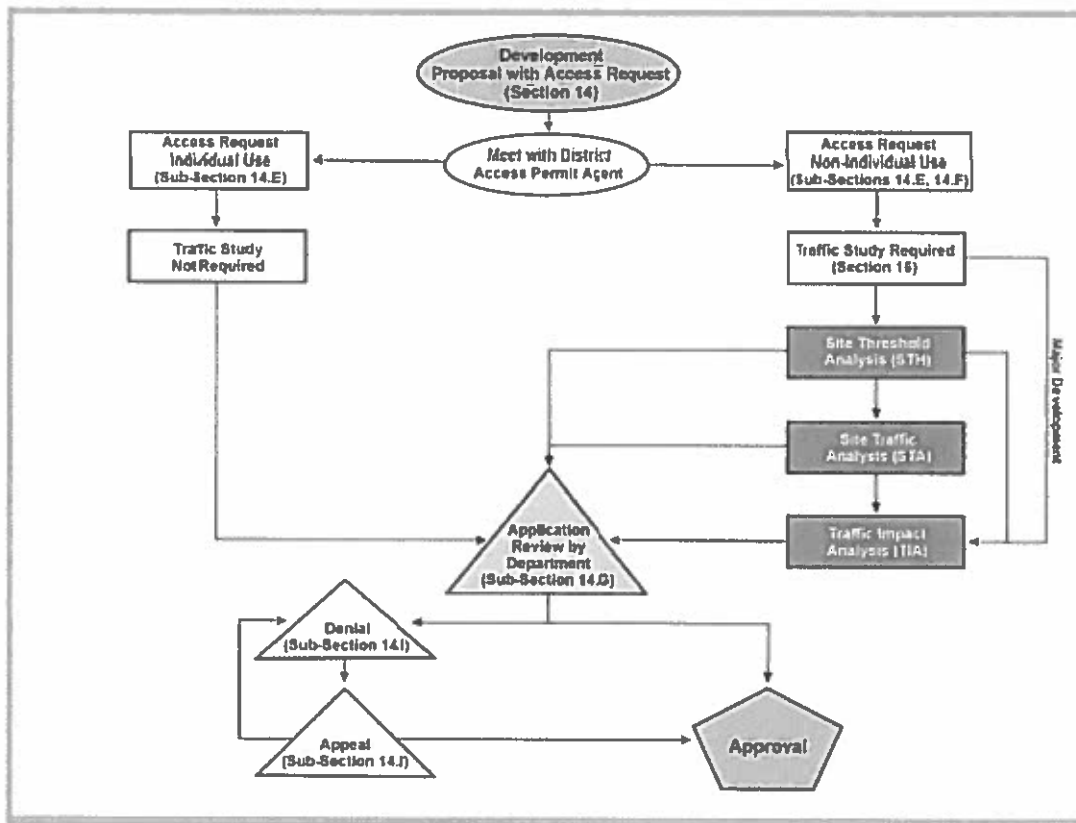 Development
Proposal with Access Request
(Section 14)
Meet with District
Access Permit Agent
Access Request
Individual Use
(Sub-Section 14.E)
Access Request
Non-Individual Use
(Sub-Sections 14.E, 14.F)
Traffic Study
Not Required
Traffic Study Required
(Section 16)
Site Threshold
Analysis (STH)
Major Development
Site Traffic
Analysis (STA)
Traffic Impact
Analysis (TIA)
Application
Review by
Department
(Sub-Section 14.G)
Denial
(Sub-Section 14.I)
Appeal
(Sub-Section 14.I)
Approval